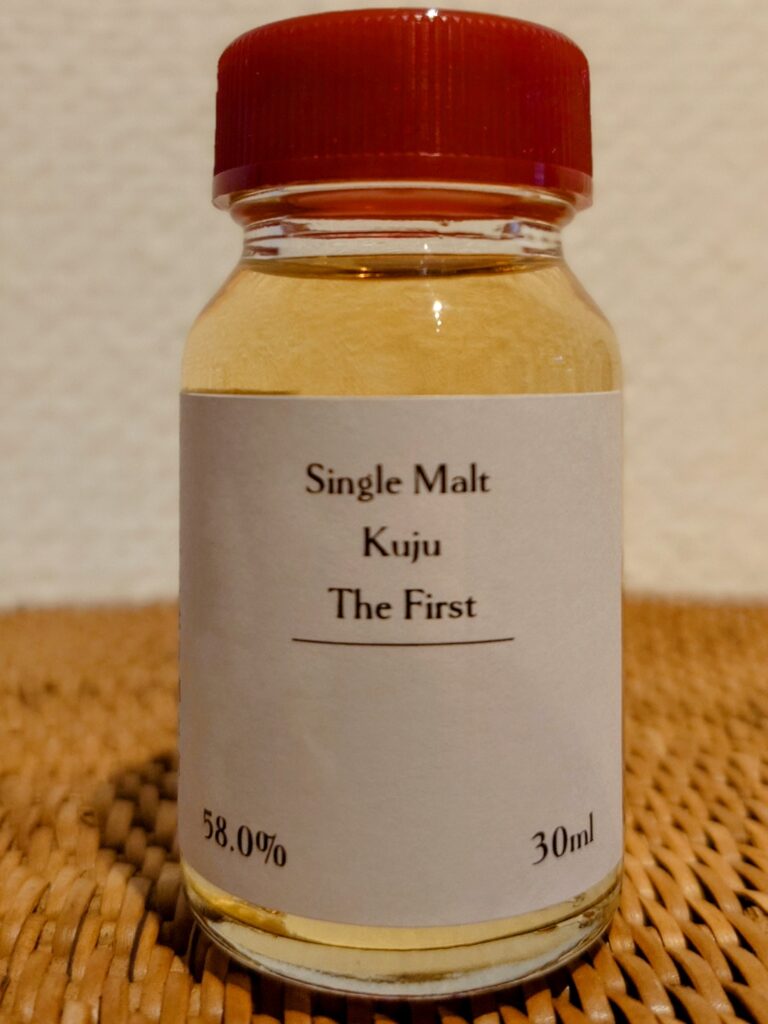 Single Malt
Kuju
The First
58.0%
30ml